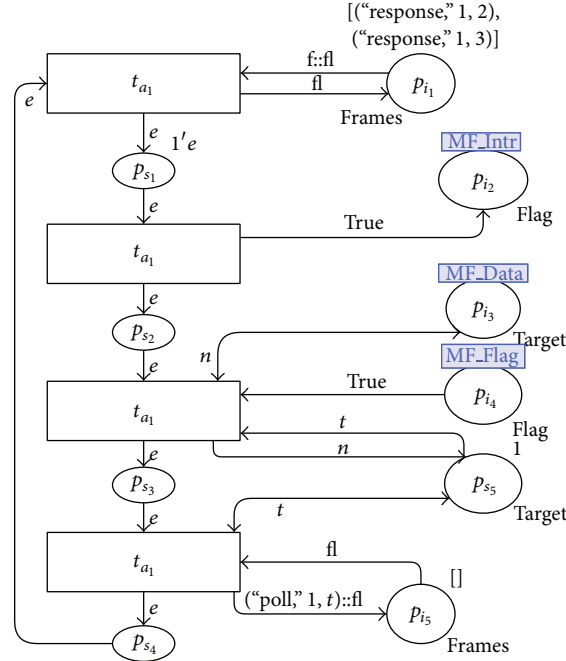 [(“response,” 1, 2),
(“response,” 1, 3)]
f::fl
e
t_{a_1}
fl
p_{i_1}
Frames
e
1′e
MF_Intr
p_{s_1}
p_{i_2}
e
True
Flag
t_{a_1}
MF_Data
e
p_{i_3}
p_{s_2}
Target
n
MF_Flag
e
True
p_{i_4}
t_{a_1}
t
Flag
n
1
e
p_{s_3}
p_{s_5}
e
t
Target
t_{a_1}
fl
[]
e
(“poll,” 1, t)::fl
p_{i_5}
p_{s_4}
Frames